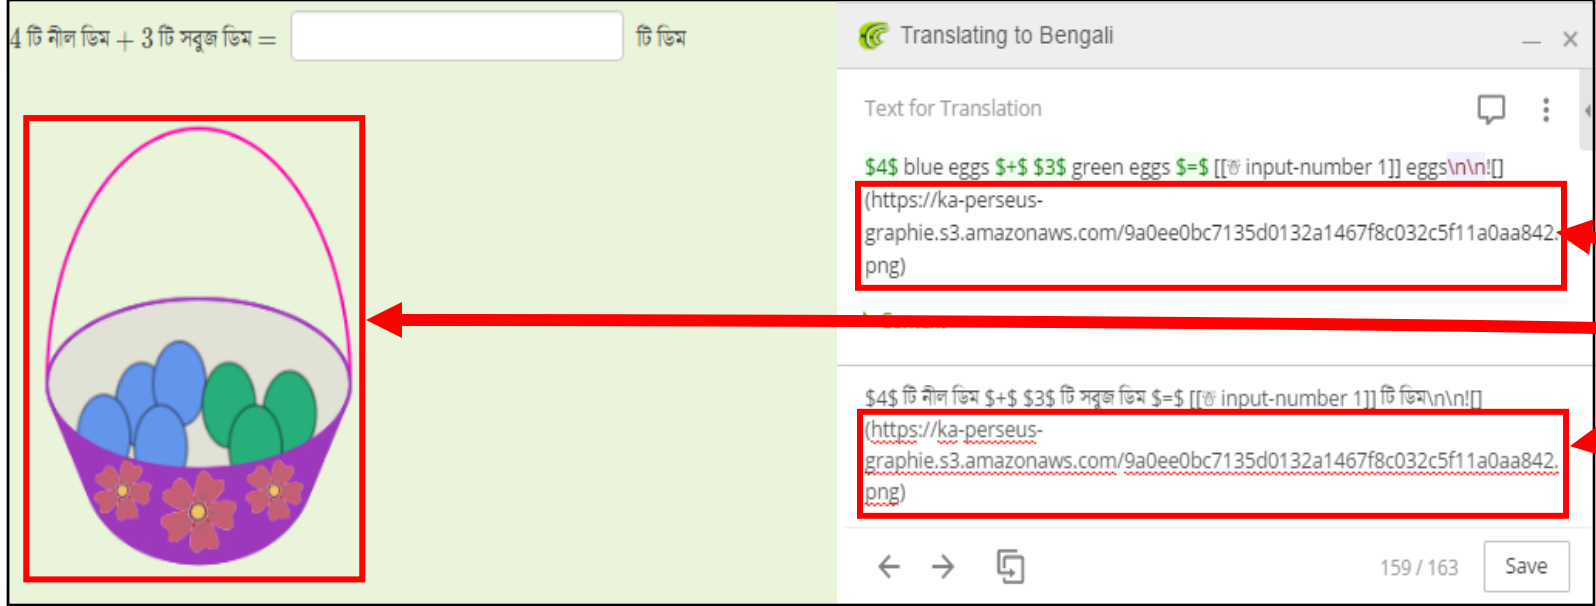 4 টি নীল ডিম + 3 টি সবুজ ডিম = টি ডিম
Translating to Bengali
Text for Translation
$4$ blue eggs $+$ $3$ green eggs $=$ [[☃ input-number 1]] eggs\n\n![]
(https://ka-perseus-
graphie.s3.amazonaws.com/9a0ee0bc7135d0132a1467f8c032c5f11a0aa842.
png)
$4$ টি নীল ডিম $+$ $3$ টি সবুজ ডিম $=$ [[☃ input-number 1]] টি ডিম\n\n![]
(https://ka-perseus-
graphie.s3.amazonaws.com/9a0ee0bc7135d0132a1467f8c032c5f11a0aa842.
png)
159 / 163
Save